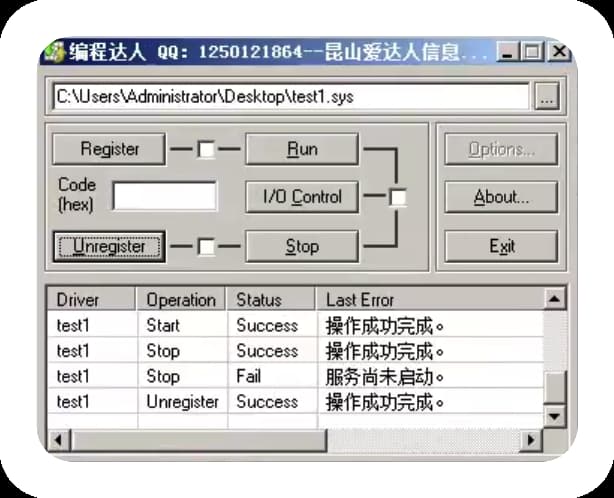 编程达人 QQ: 1250121864--昆山爱达人信息...
C:\Users\Administrator\Desktop\test1.sys
...
Register Run Options...
Code (hex) I/O Control About...
Unregister Stop Exit
Driver Operation Status Last Error
test1 Start Success 操作成功完成。
test1 Stop Success 操作成功完成。
test1 Stop Fail 服务尚未启动。
test1 Unregister Success 操作成功完成。